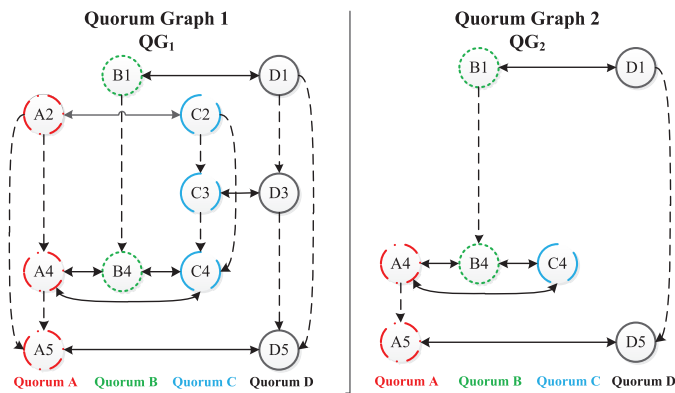 Quorum Graph 1
QG1
B1
D1
A2
C2
C3
D3
A4
B4
C4
A5
D5
Quorum A Quorum B Quorum C Quorum D
Quorum Graph 2
QG2
B1
D1
A4
B4
C4
A5
D5
Quorum A Quorum B Quorum C Quorum D